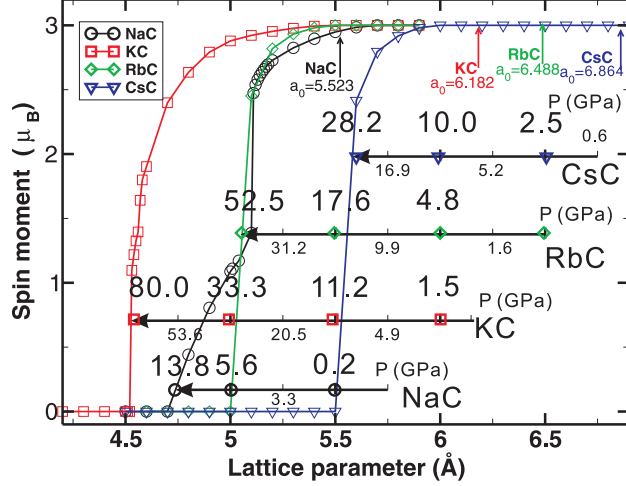 3
2
1
0
Spin moment (μB)
NaC
KC
RbC
CsC
NaC
a0=5.523
KC
a0=6.182
RbC
a0=6.488
CsC
a0=6.864
28.2 10.0 2.5 P (GPa)
0.6
16.9 5.2
CsC
52.5 17.6 4.8 P (GPa)
31.2 9.9 1.6
RbC
80.0 33.3 11.2 1.5 P (GPa)
53.6 20.5 4.9
KC
13.8 5.6 0.2 P (GPa)
3.3
NaC
4.5 5 5.5 6 6.5
Lattice parameter (Å)